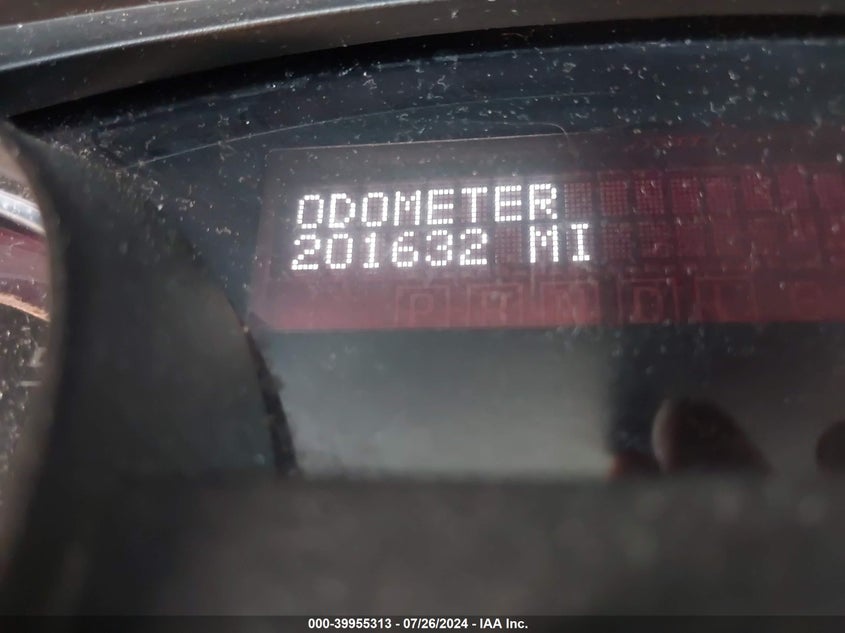 ODOMETER
201632 MI
P R N D L S
000-39955313 - 07/26/2024 - IAA Inc.